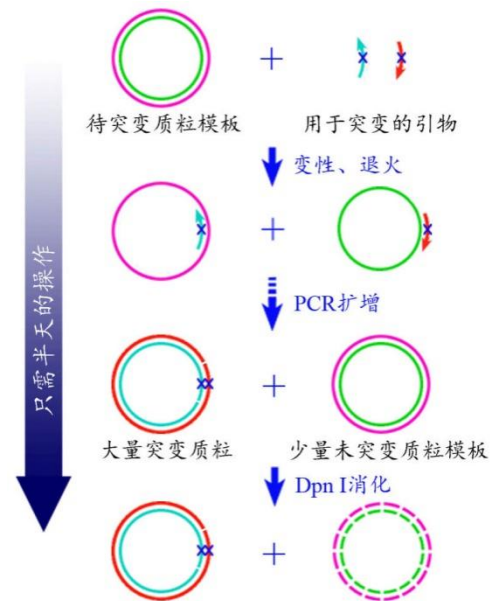 待突变质粒模板
用于突变的引物
变性、退火
PCR扩增
大量突变质粒
少量未突变质粒模板
Dpn I消化
只需半天的操作